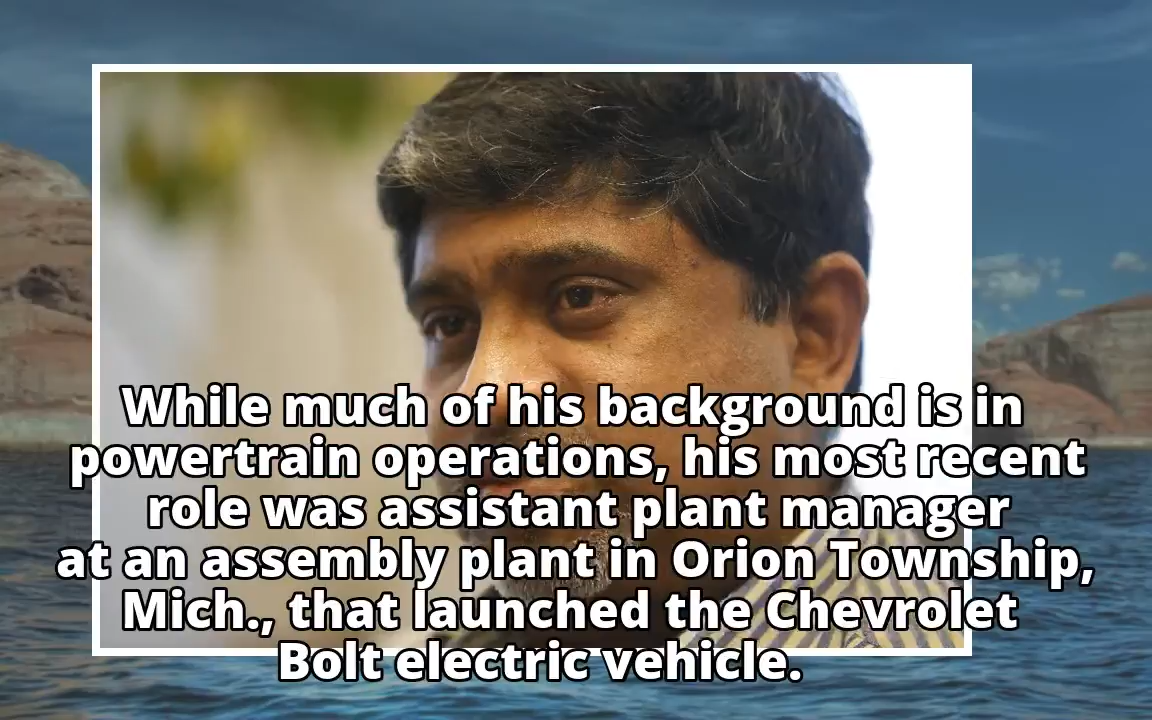 While much of his background is in
powertrain operations, his most recent
role was assistant plant manager
at an assembly plant in Orion Township,
Mich., that launched the Chevrolet
Bolt electric vehicle.